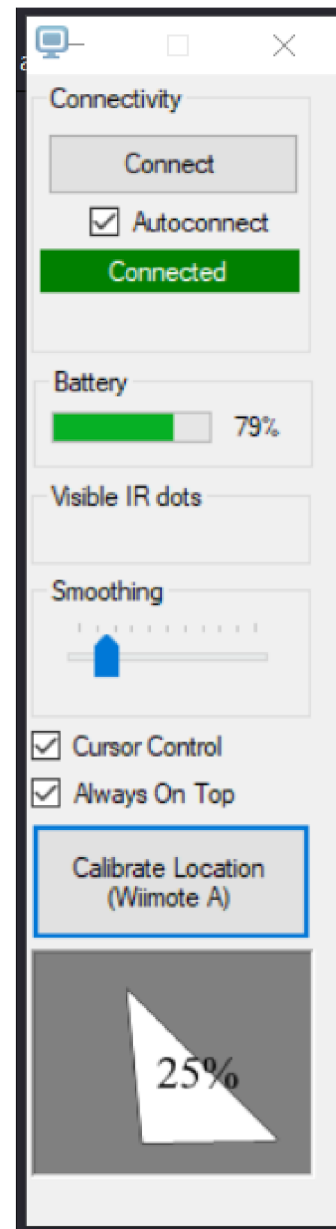 a
Connectivity
Connect
Autoconnect
Connected
Battery
79%
Visible IR dots
Smoothing
Cursor Control
Always On Top
Calibrate Location
(Wiimote A)
25%